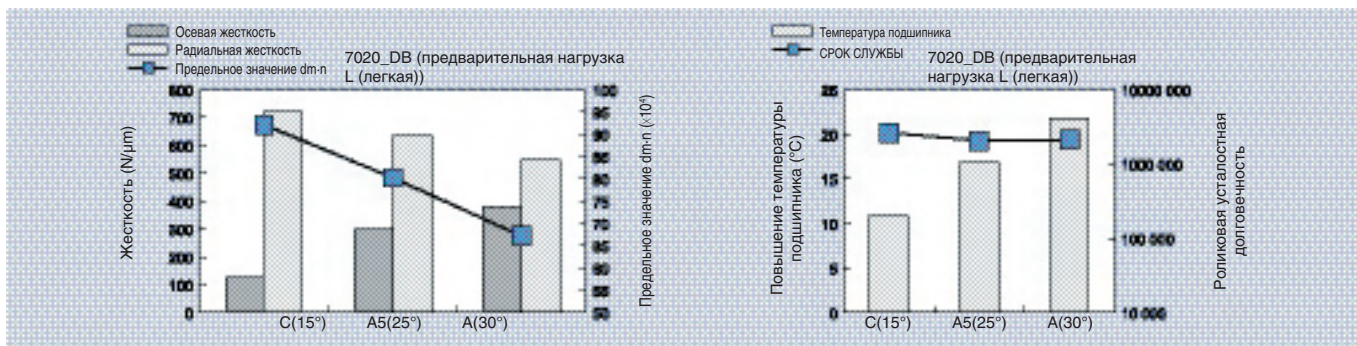 Осевая жесткость
Радиальная жесткость
Предельное значение dm·n
7020_DB (предварительная нагрузка
L (легкая))
Жесткость (N/μm)
800
700
600
500
400
300
200
100
0
100
95
90
85
80
75
70
65
60
55
50
Предельное значение dm·n (×10⁴)
C(15°)
A5(25°)
A(30°)
Температура подшипника
СРОК СЛУЖБЫ
7020_DB (предварительная
нагрузка L (легкая))
Повышение температуры
подшипника (°C)
25
20
15
10
5
0
10000 000
1000 000
100 000
10 000
Роликовая усталостная
долговечность
C(15°)
A5(25°)
A(30°)